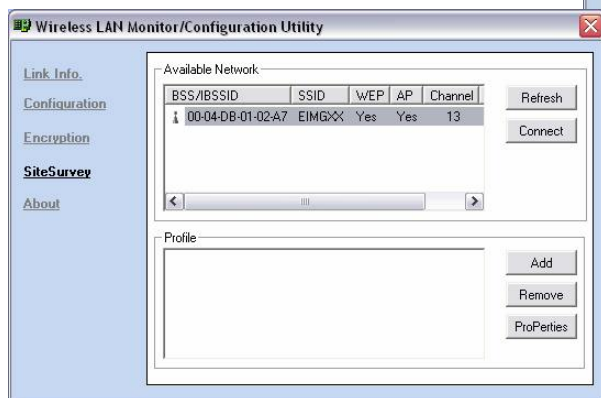 Wireless LAN Monitor/Configuration Utility
Link Info.
Configuration
Encryption
SiteSurvey
About
Available Network
BSS/IBSSID SSID WEP AP Channel
00-04-DB-01-02-A7 EIMGXX Yes Yes 13
Refresh
Connect
Profile
Add
Remove
ProPerties